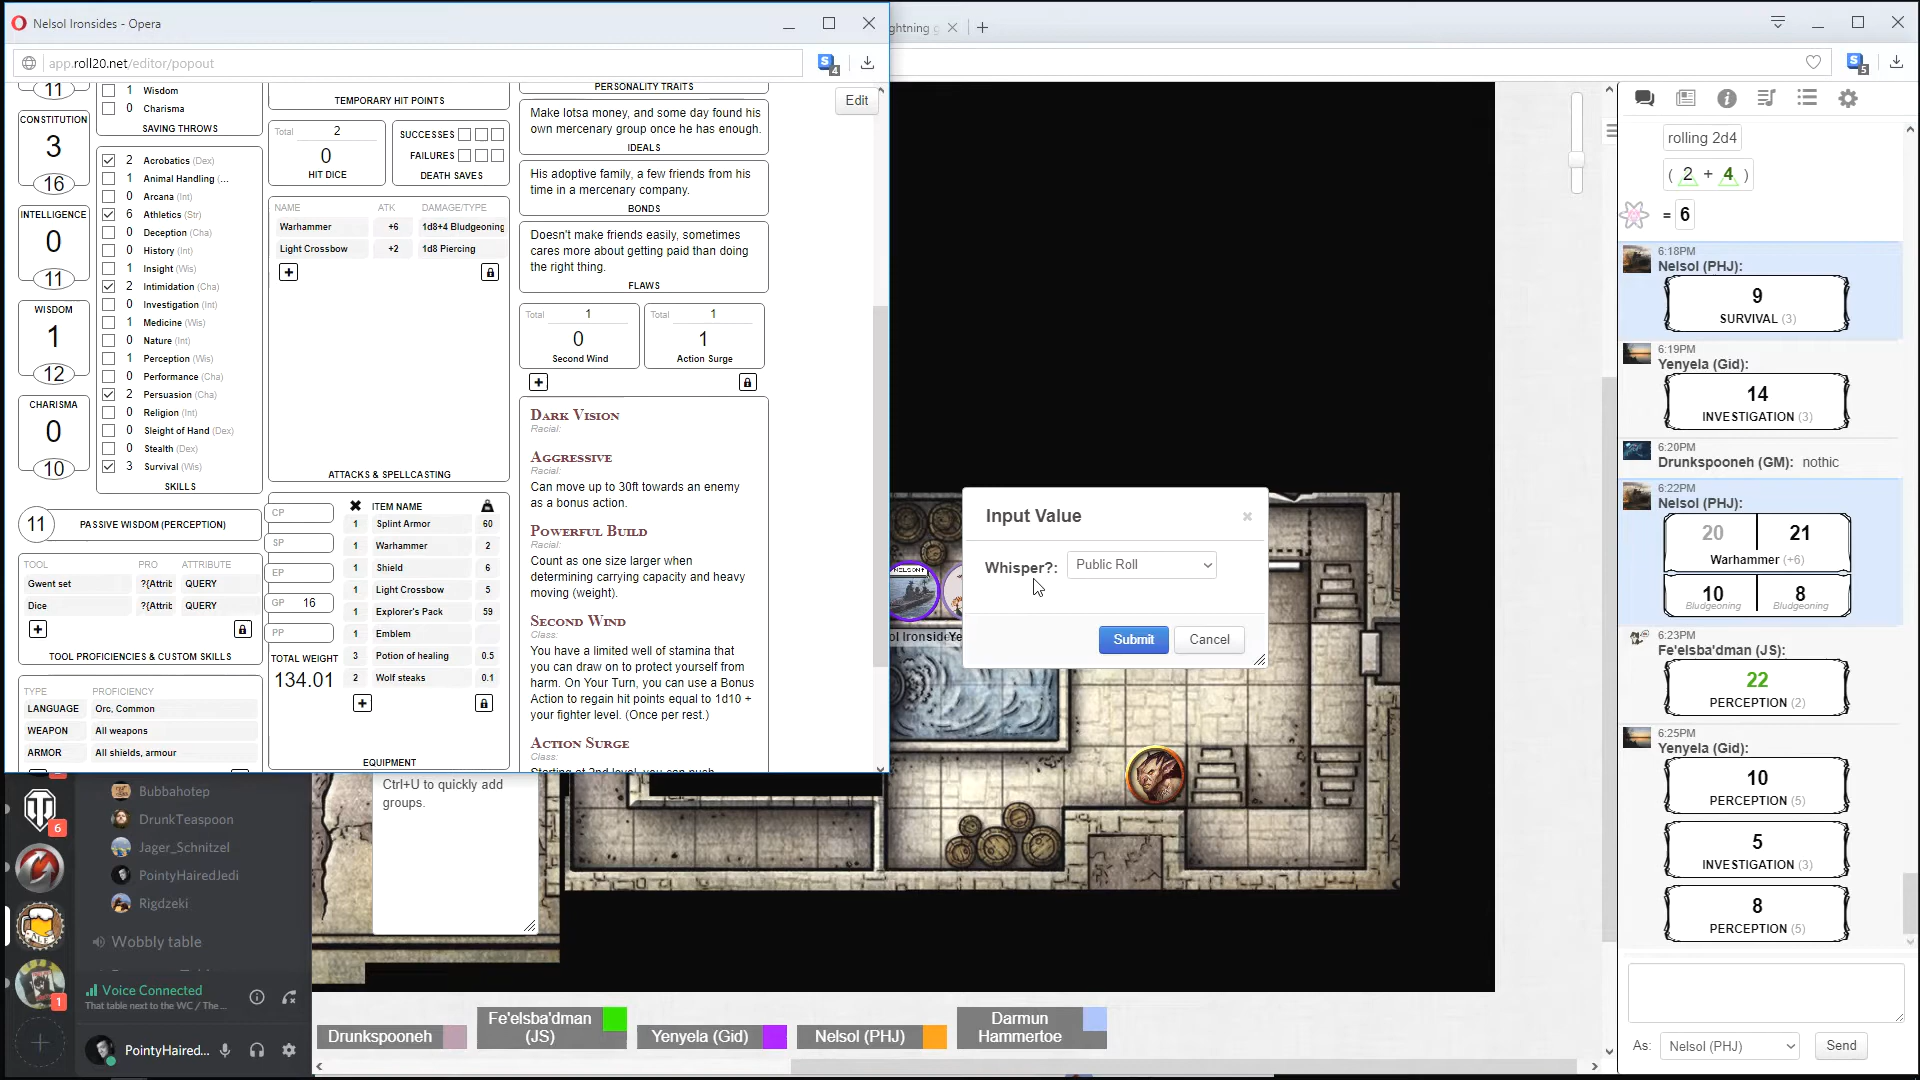 Nelsol Ironsides - Opera
app.roll20.net/editor/popout
4
Edit
11
CONSTITUTION
3
16
INTELLIGENCE
0
11
WISDOM
1
12
CHARISMA
0
10
1 Wisdom
0 Charisma
SAVING THROWS
2 Acrobatics (Dex)
1 Animal Handling (...
0 Arcana (Int)
6 Athletics (Str)
0 Deception (Cha)
0 History (Int)
1 Insight (Wis)
2 Intimidation (Cha)
0 Investigation (Int)
1 Medicine (Wis)
0 Nature (Int)
1 Perception (Wis)
0 Performance (Cha)
2 Persuasion (Cha)
0 Religion (Int)
0 Sleight of Hand (Dex)
0 Stealth (Dex)
3 Survival (Wis)
SKILLS
11 PASSIVE WISDOM (PERCEPTION)
TOOL PRO ATTRIBUTE
Gwent set ?{Attrib QUERY
Dice ?{Attrib QUERY
TOOL PROFICIENCIES & CUSTOM SKILLS
TYPE PROFICIENCY
LANGUAGE Orc, Common
WEAPON All weapons
ARMOR All shields, armour
TEMPORARY HIT POINTS
Total 2
0
HIT DICE
SUCCESSES
FAILURES
DEATH SAVES
NAME ATK DAMAGE/TYPE
Warhammer +6 1d8+4 Bludgeoning
Light Crossbow +2 1d8 Piercing
ATTACKS & SPELLCASTING
CP
SP
EP
GP 16
PP
TOTAL WEIGHT
134.01
ITEM NAME
1 Splint Armor 60
1 Warhammer 2
1 Shield 6
1 Light Crossbow 5
1 Explorer's Pack 59
1 Emblem
3 Potion of healing 0.5
2 Wolf steaks 0.1
EQUIPMENT
PERSONALITY TRAITS
Make lotsa money, and some day found his
own mercenary group once he has enough.
IDEALS
His adoptive family, a few friends from his
time in a mercenary company.
BONDS
Doesn't make friends easily, sometimes
cares more about getting paid than doing
the right thing.
FLAWS
Total 1
0
Second Wind
Total 1
1
Action Surge
DARK VISION
Racial:
AGGRESSIVE
Racial:
Can move up to 30ft towards an enemy
as a bonus action.
POWERFUL BUILD
Racial:
Count as one size larger when
determining carrying capacity and heavy
moving (weight).
SECOND WIND
Class:
You have a limited well of stamina that
you can draw on to protect yourself from
harm. On Your Turn, you can use a Bonus
Action to regain hit points equal to 1d10 +
your fighter level. (Once per rest.)
ACTION SURGE
Class:
Starting at 2nd level, you can push
Input Value
Whisper?: Public Roll
Submit Cancel
5
rolling 2d4
( 2 + 4 )
= 6
6:18PM
Nelsol (PHJ):
9
SURVIVAL (3)
6:19PM
Yenyela (Gid):
14
INVESTIGATION (3)
6:20PM
Drunkspooneh (GM): nothic
6:22PM
Nelsol (PHJ):
20 21
Warhammer (+6)
10 8
Bludgeoning Bludgeoning
6:23PM
Fe'elsba'dman (JS):
22
PERCEPTION (2)
6:25PM
Yenyela (Gid):
10
PERCEPTION (5)
5
INVESTIGATION (3)
8
PERCEPTION (5)
As: Nelsol (PHJ) Send
Ctrl+U to quickly add
groups.
6
1
Bubbahotep
DrunkTeaspoon
Jager_Schnitzel
PointyHairedJedi
Rigdzeki
Wobbly table
Voice Connected
That table next to the WC / The...
PointyHaired...
Drunkspooneh
Fe'elsba'dman
(JS)
Yenyela (Gid)
Nelsol (PHJ)
Darmun
Hammertoe